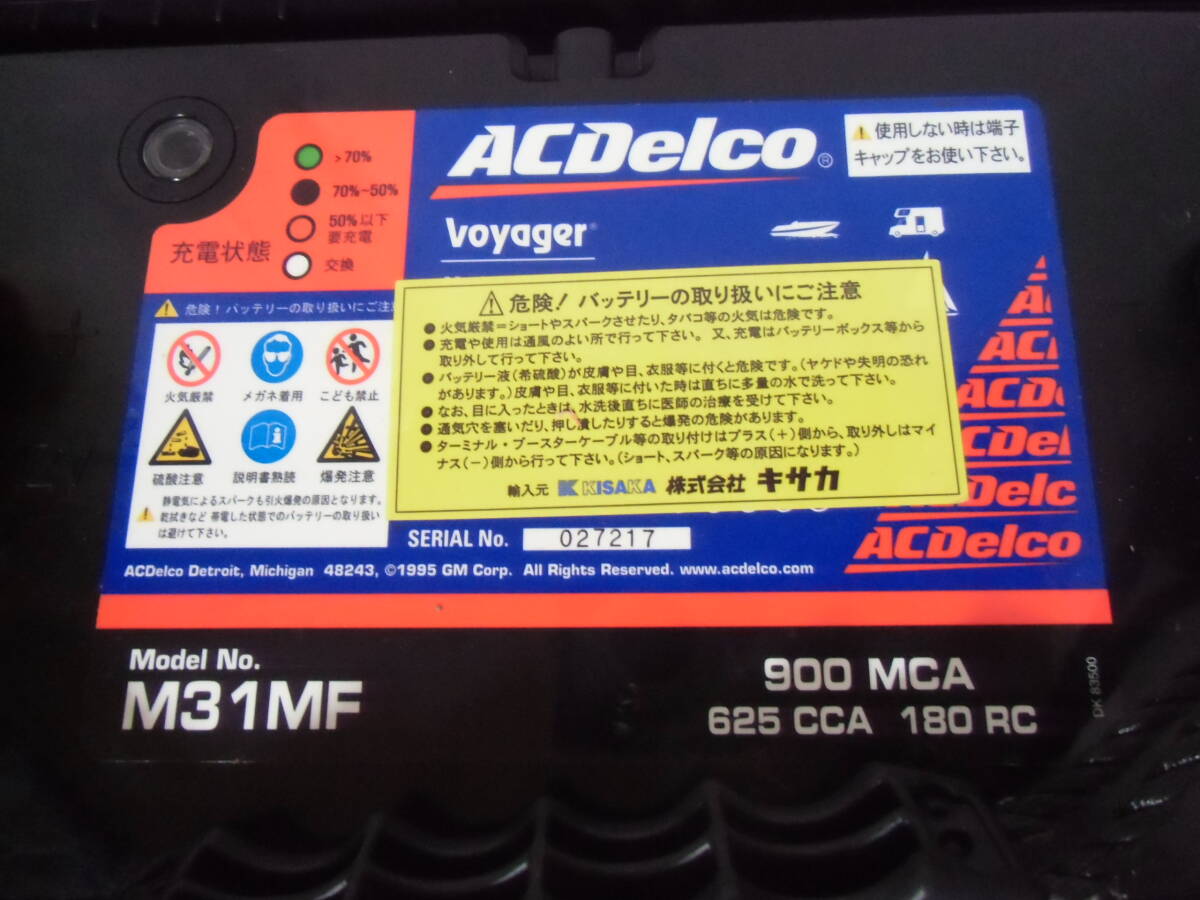 >70%
70%~50%
50%以下
要充電
交換
充電状態
ACDelco®
⚠使用しない時は端子
キャップをお使い下さい。
Voyager®
⚠ 危険!バッテリーの取り扱いにご注
火気厳禁
メガネ着用
こども禁止
硫酸注意
説明書熟読
爆発注意
静電気によるスパークも引火爆発の原因となります。
⚠乾拭きなど 帯電した状態でのバッテリーの取り扱い
は避けて下さい。
⚠危険!バッテリーの取り扱いにご注意
●火気厳禁=ショートやスパークさせたり、タバコ等の火気は危険です。
●充電や使用は通風のよい所で行って下さい。又、充電はバッテリーボックス等から
取り外して行って下さい。
●バッテリー液(希硫酸)が皮膚や目、衣服等に付くと危険です。(ヤケドや失明の恐れ
があります。)皮膚や目、衣服等に付いた時は直ちに多量の水で洗って下さい。
●なお、目に入ったときは、水洗後直ちに医師の治療を受けて下さい。
●通気穴を塞いだり、押し潰したりすると爆発の危険があります。
●ターミナル・ブースターケーブル等の取り付けはプラス(+)側から、取り外しはマイ
ナス(-)側から行って下さい。(ショート、スパーク等の原因になります。)
輸入元 KISAKA 株式会社 キサカ
A
AC
ACD
ACDel
Delc
ACDelco
SERIAL No. 027217
ACDelco Detroit, Michigan 48243, ©1995 GM Corp. All Rights Reserved. www.acdelco.com
Model No.
M31MF
900 MCA
625 CCA 180 RC
DK 83500